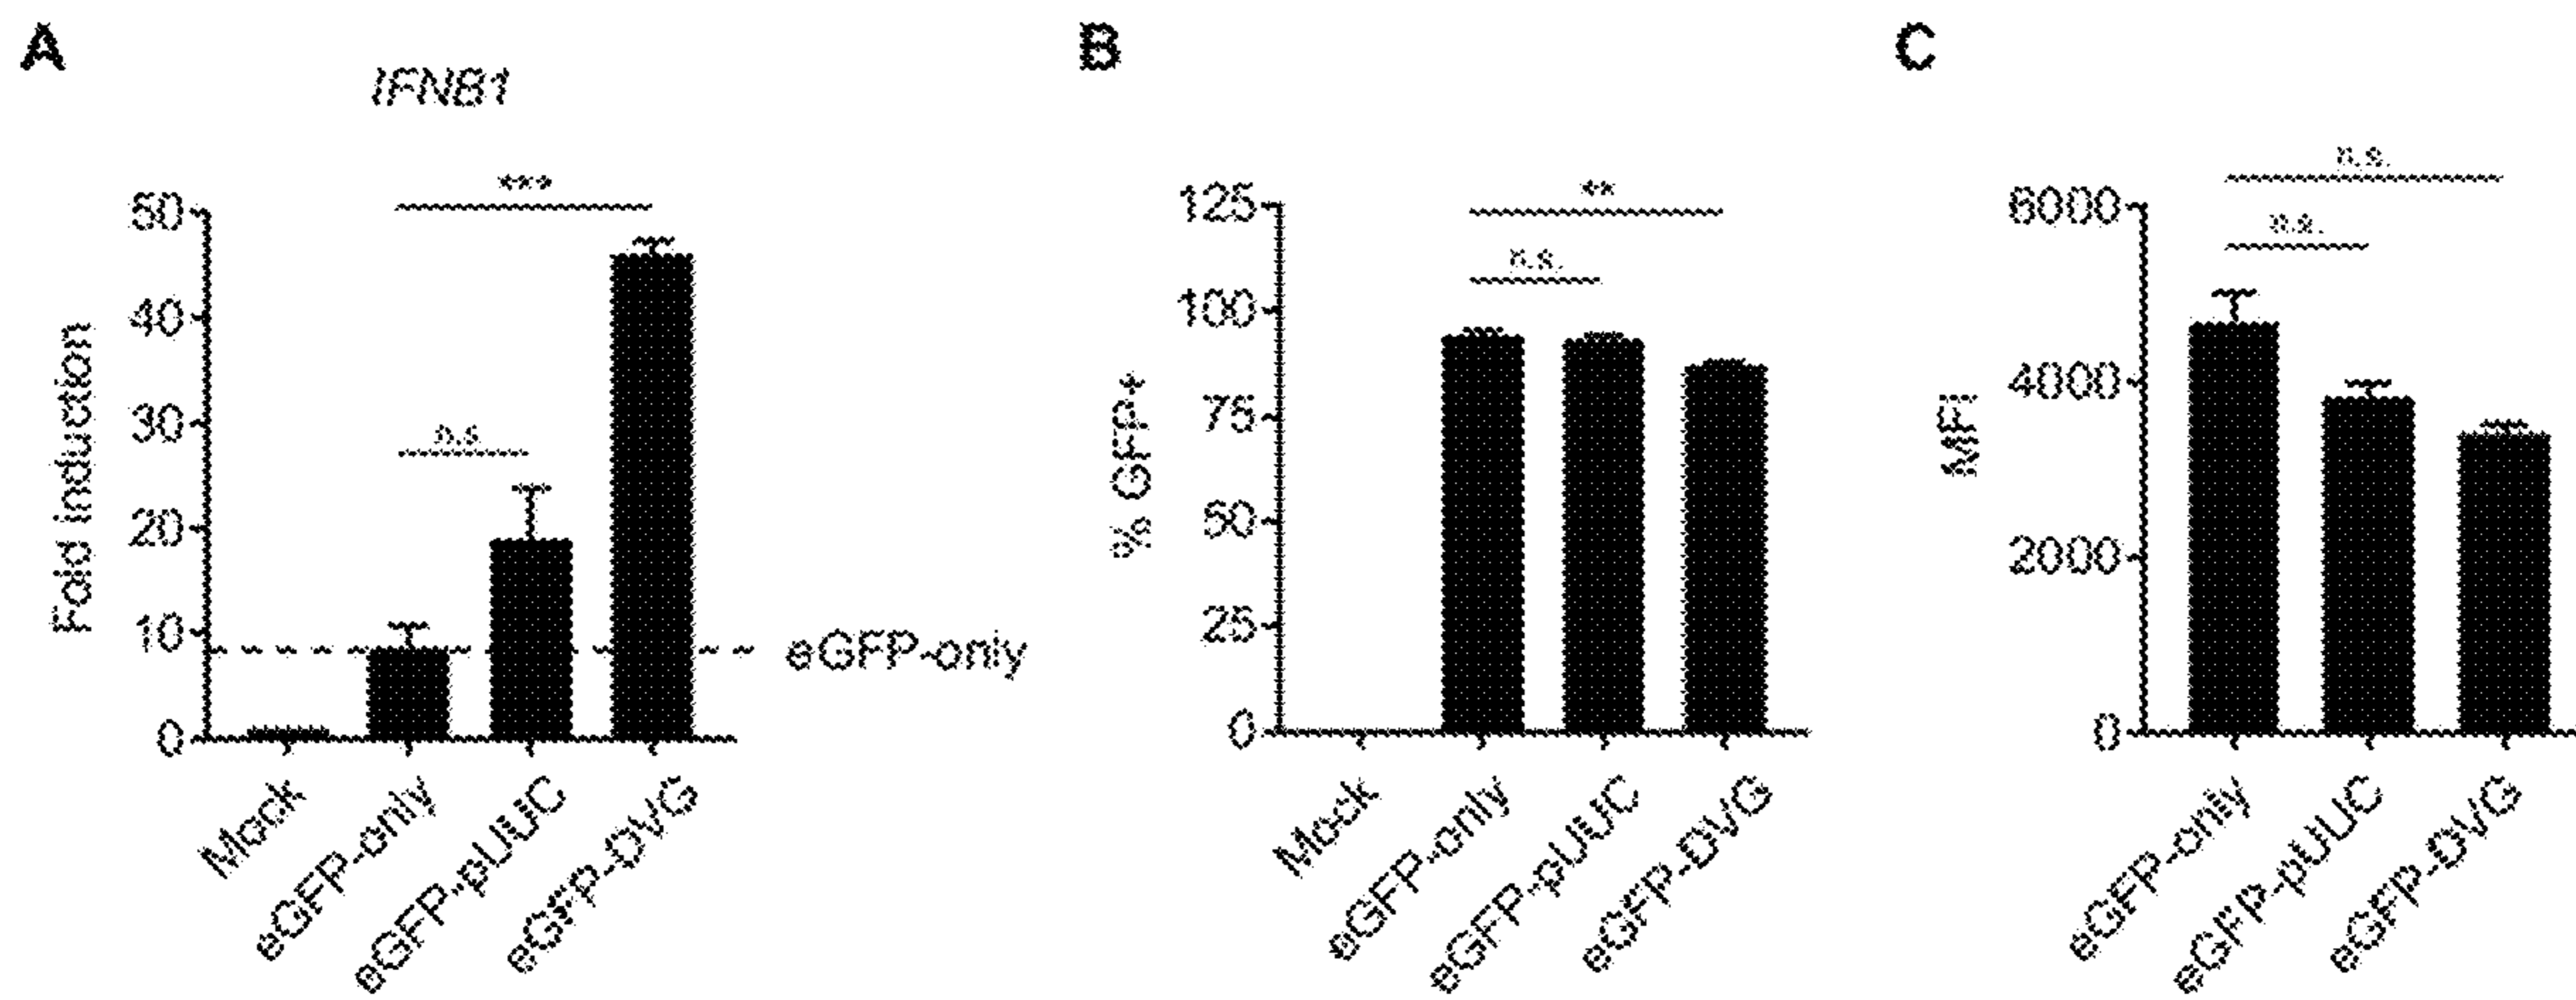 A
IFNB1
Fold induction
50
40
30
20
10
0
***
n.s
eGFP-only
Mock
eGFP-only
eGFP-pUUC
eGFP-DVG
B
% GFP+
125
100
75
50
25
0
**
n.s.
Mock
eGFP-only
eGFP-pUUC
eGFP-DVG
C
MFI
6000
4000
2000
0
n.s.
n.s.
eGFP-only
eGFP-pUUC
eGFP-DVG